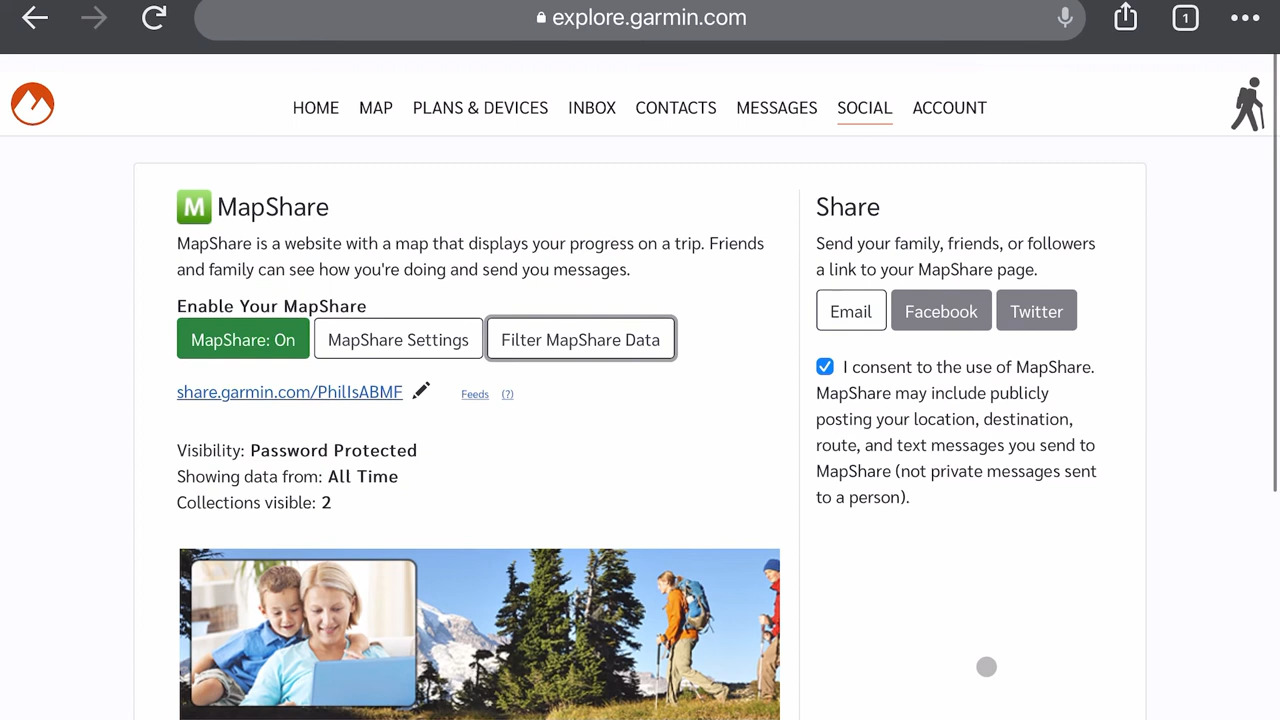 explore.garmin.com
1
HOME MAP PLANS & DEVICES INBOX CONTACTS MESSAGES SOCIAL ACCOUNT
M MapShare
MapShare is a website with a map that displays your progress on a trip. Friends
and family can see how you're doing and send you messages.
Enable Your MapShare
MapShare: On MapShare Settings Filter MapShare Data
share.garmin.com/PhilIsABMF Feeds (?)
Visibility: Password Protected
Showing data from: All Time
Collections visible: 2
Share
Send your family, friends, or followers
a link to your MapShare page.
Email Facebook Twitter
I consent to the use of MapShare.
MapShare may include publicly
posting your location, destination,
route, and text messages you send to
MapShare (not private messages sent
to a person).